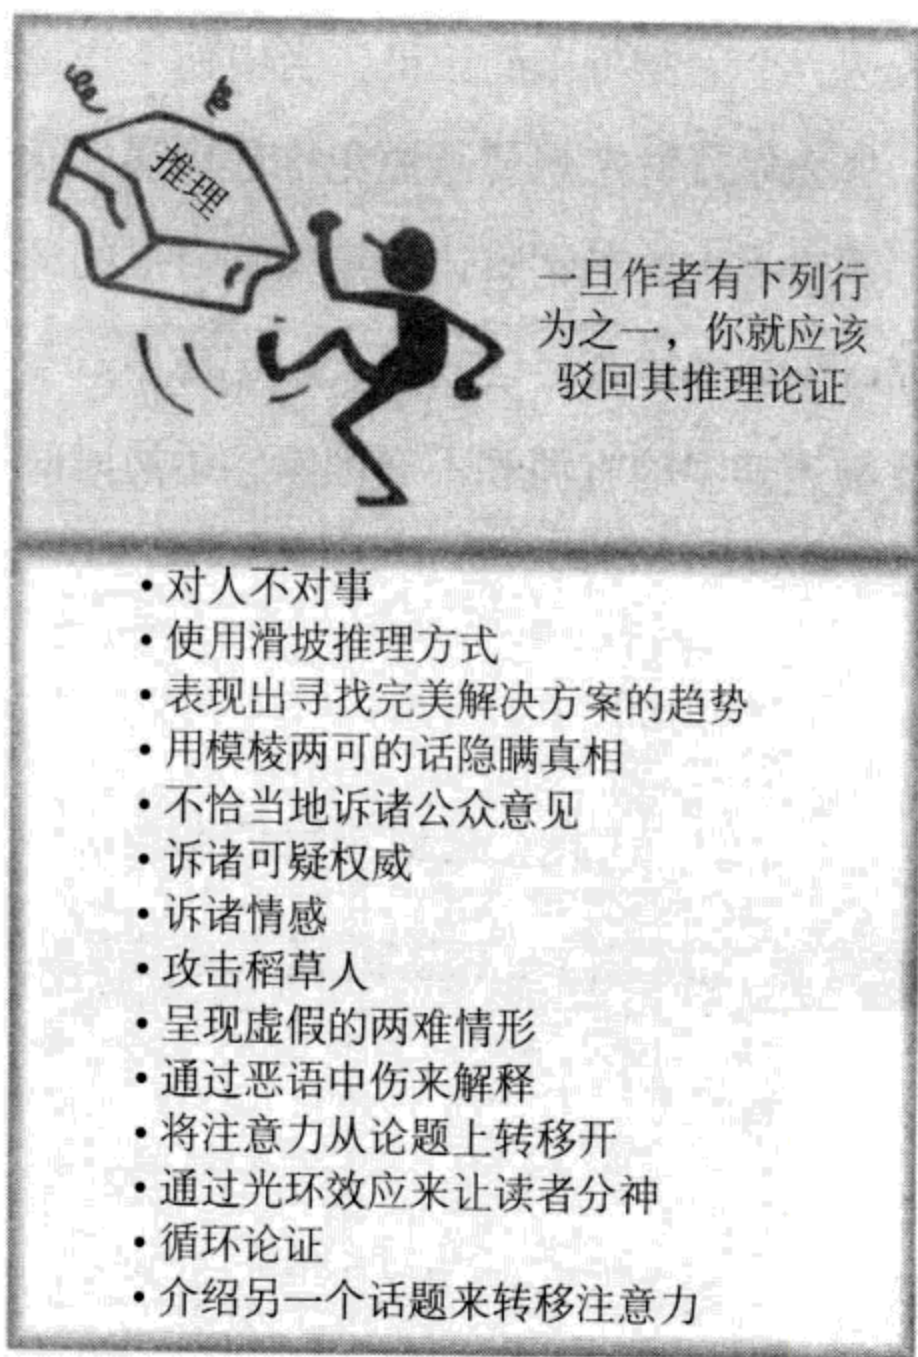 推理
一旦作者有下列行
为之一，你就应该
驳回其推理论证
·对人不对事
·使用滑坡推理方式
·表现出寻找完美解决方案的趋势
·用模棱两可的话隐瞒真相
·不恰当地诉诸公众意见
·诉诸可疑权威
·诉诸情感
·攻击稻草人
·呈现虚假的两难情形
·通过恶语中伤来解释
·将注意力从论题上转移开
·通过光环效应来让读者分神
·循环论证
·介绍另一个话题来转移注意力